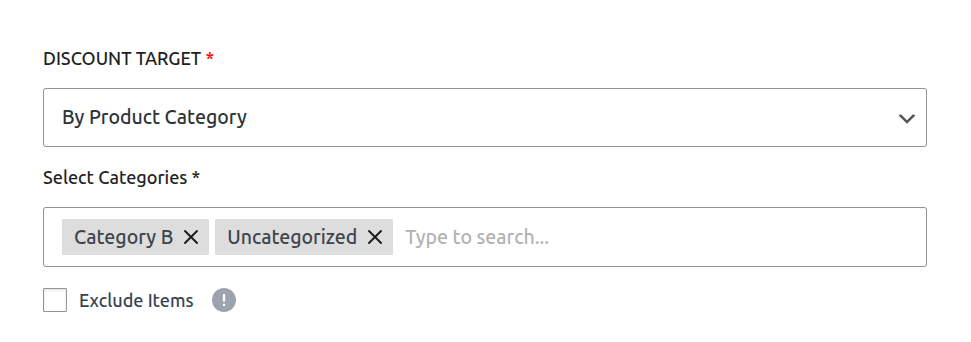 DISCOUNT TARGET *
By Product Category
Select Categories *
Category B Uncategorized Type to search...
Exclude Items !